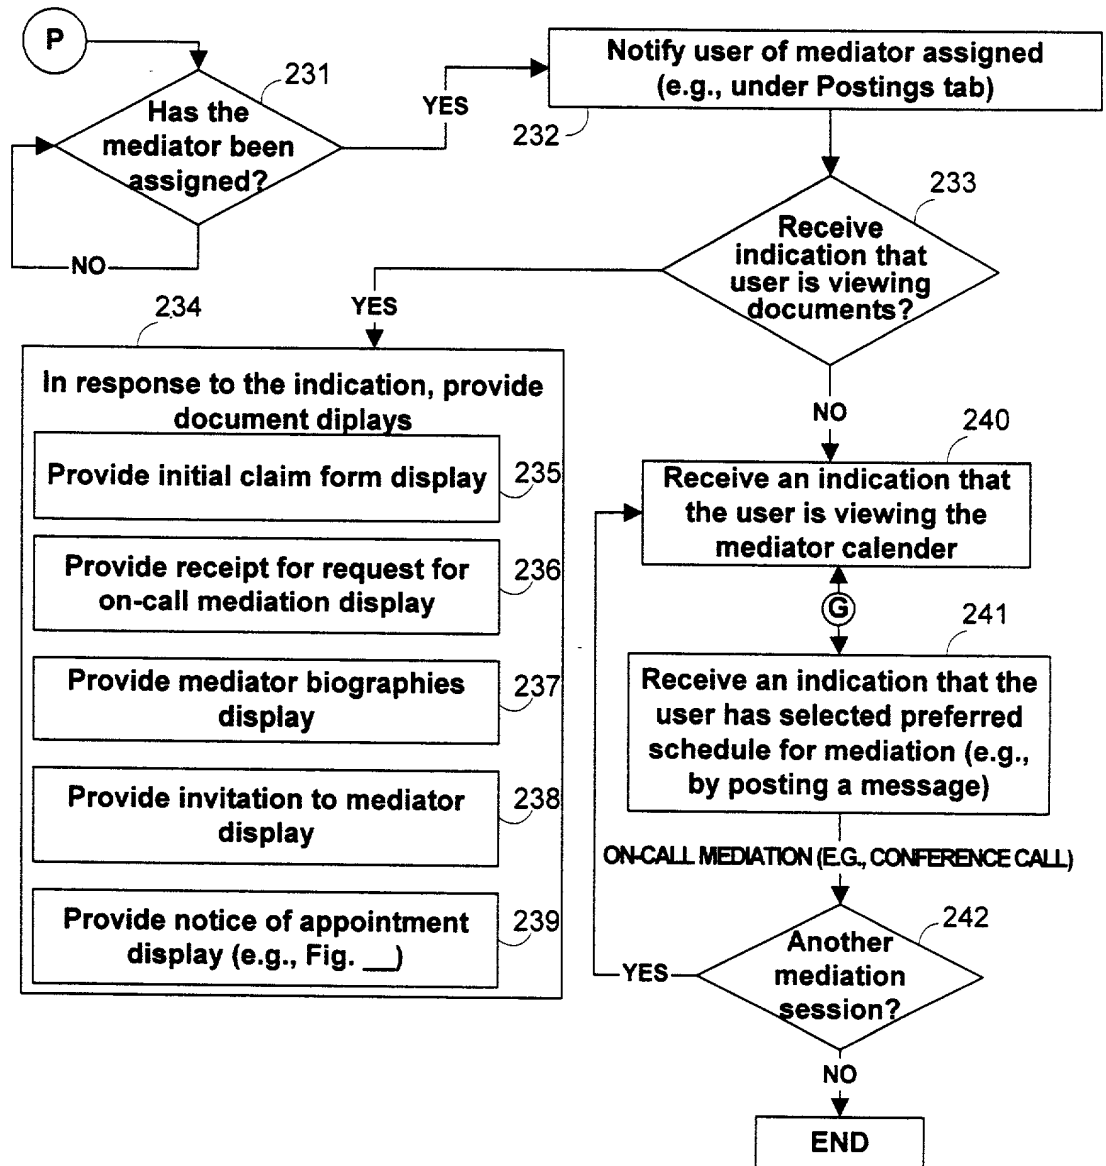 P
231
Has the
mediator been
assigned?
YES
NO
Notify user of mediator assigned
(e.g., under Postings tab)
232
233
Receive
indication that
user is viewing
documents?
YES
NO
234
In response to the indication, provide
document diplays
Provide initial claim form display
235
Provide receipt for request for
on-call mediation display
236
Provide mediator biographies
display
237
Provide invitation to mediator
display
238
Provide notice of appointment
display (e.g., Fig. __)
239
240
Receive an indication that
the user is viewing the
mediator calender
G
241
Receive an indication that the
user has selected preferred
schedule for mediation (e.g.,
by posting a message)
ON-CALL MEDIATION (E.G., CONFERENCE CALL)
242
Another
mediation
session?
YES
NO
END